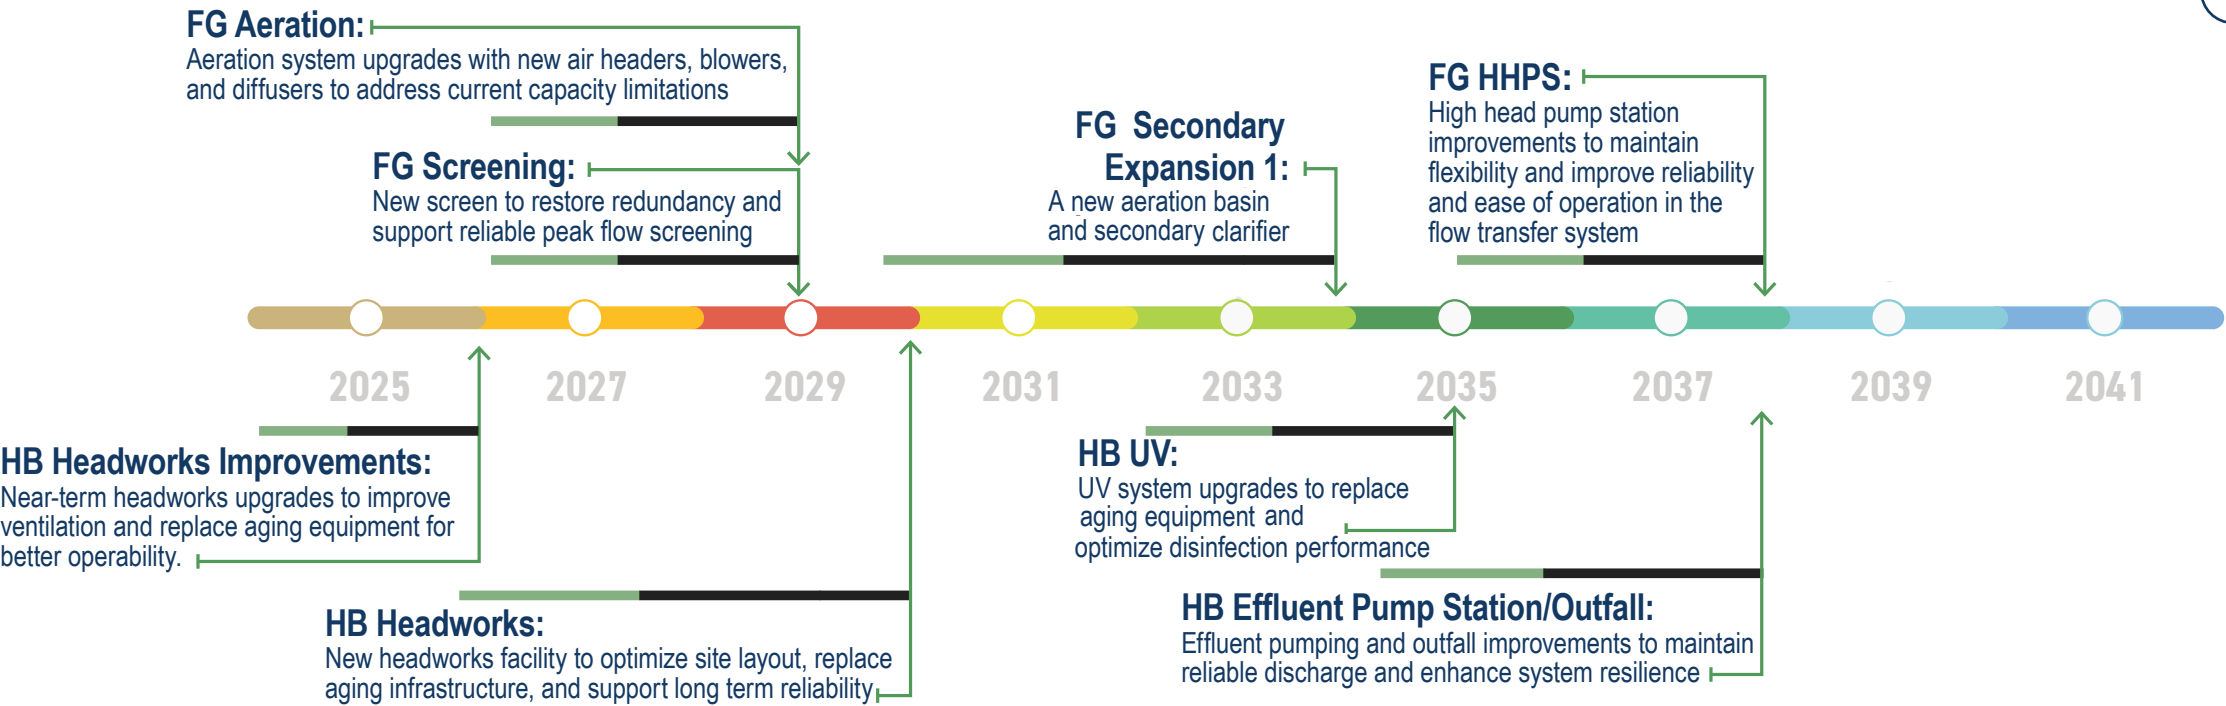 FG Aeration:
Aeration system upgrades with new air headers, blowers,
and diffusers to address current capacity limitations
FG Screening:
New screen to restore redundancy and
support reliable peak flow screening
FG Secondary
Expansion 1:
A new aeration basin
and secondary clarifier
FG HHPS:
High head pump station
improvements to maintain
flexibility and improve reliability
and ease of operation in the
flow transfer system
2025 2027 2029 2031 2033 2035 2037 2039 2041
HB Headworks Improvements:
Near-term headworks upgrades to improve
ventilation and replace aging equipment for
better operability.
HB Headworks:
New headworks facility to optimize site layout, replace
aging infrastructure, and support long term reliability
HB UV:
UV system upgrades to replace
aging equipment and
optimize disinfection performance
HB Effluent Pump Station/Outfall:
Effluent pumping and outfall improvements to maintain
reliable discharge and enhance system resilience